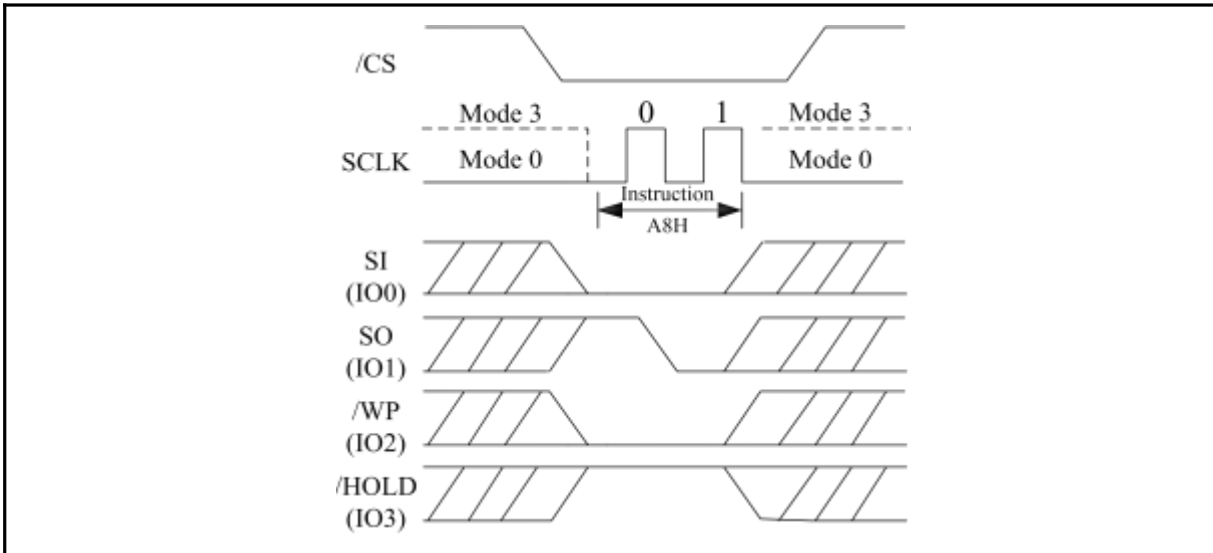 /CS
Mode 3 0 1 Mode 3
SCLK Mode 0 Mode 0
Instruction
A8H
SI
(IO0)
SO
(IO1)
/WP
(IO2)
/HOLD
(IO3)